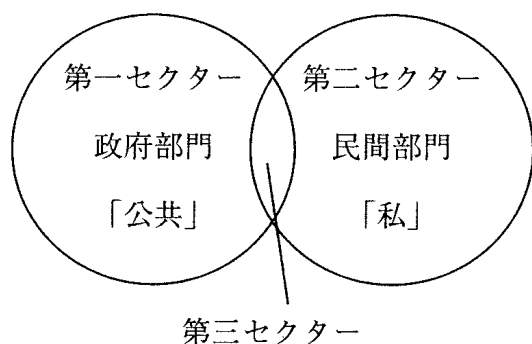 第一セクター
政府部門
「公共」
第二セクター
民間部門
「私」
第三セクター